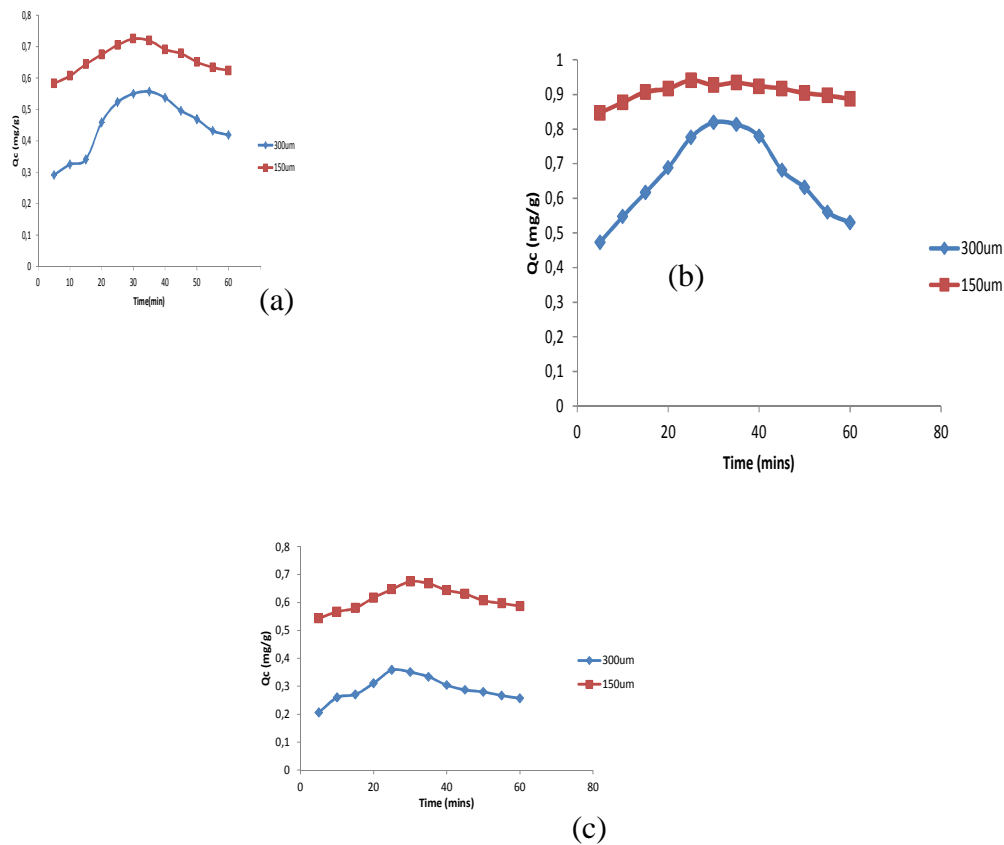 0,8
0,7
0,6
0,5
0,4
0,3
0,2
0,1
0
Qc (mg/g)
0 10 20 30 40 50 60
Time(min)
300um
150um
(a)
1
0,9
0,8
0,7
0,6
0,5
0,4
0,3
0,2
0,1
0
Qc (mg/g)
0 20 40 60 80
Time (mins)
300um
150um
(b)
0,8
0,7
0,6
0,5
0,4
0,3
0,2
0,1
0
Qc (mg/g)
0 20 40 60 80
Time (mins)
300um
150um
(c)